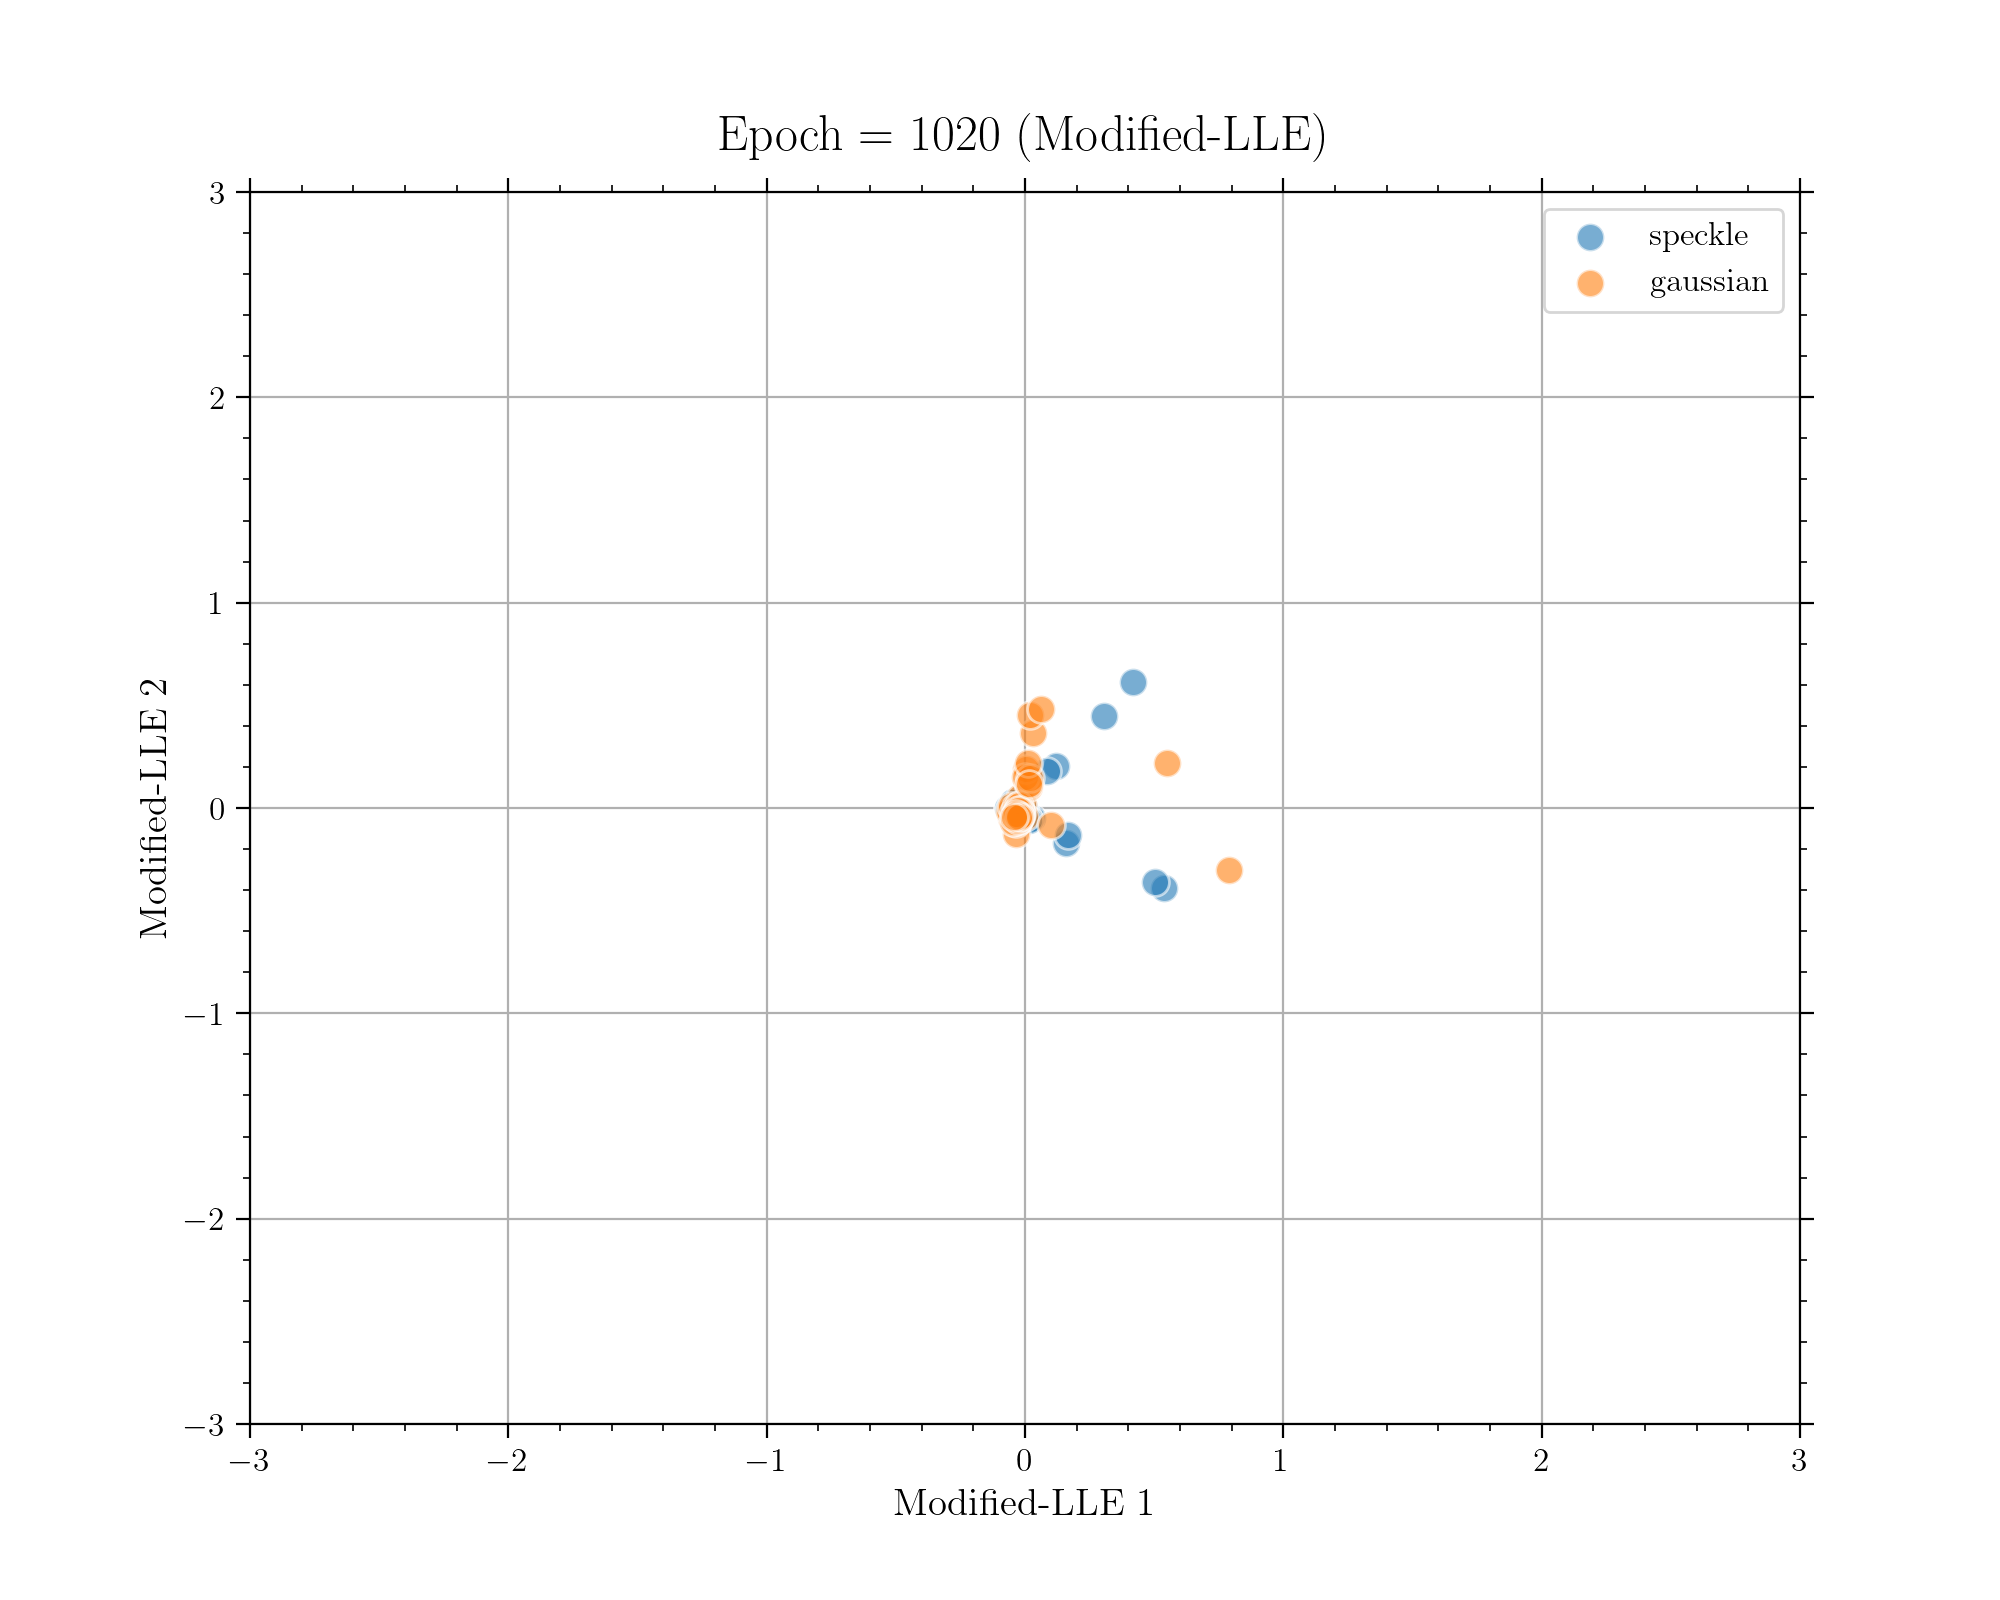 Epoch = 1020 (Modified-LLE)
speckle
gaussian
3
2
1
0
−1
−2
−3
Modified-LLE 2
−3 −2 −1 0 1 2 3
Modified-LLE 1